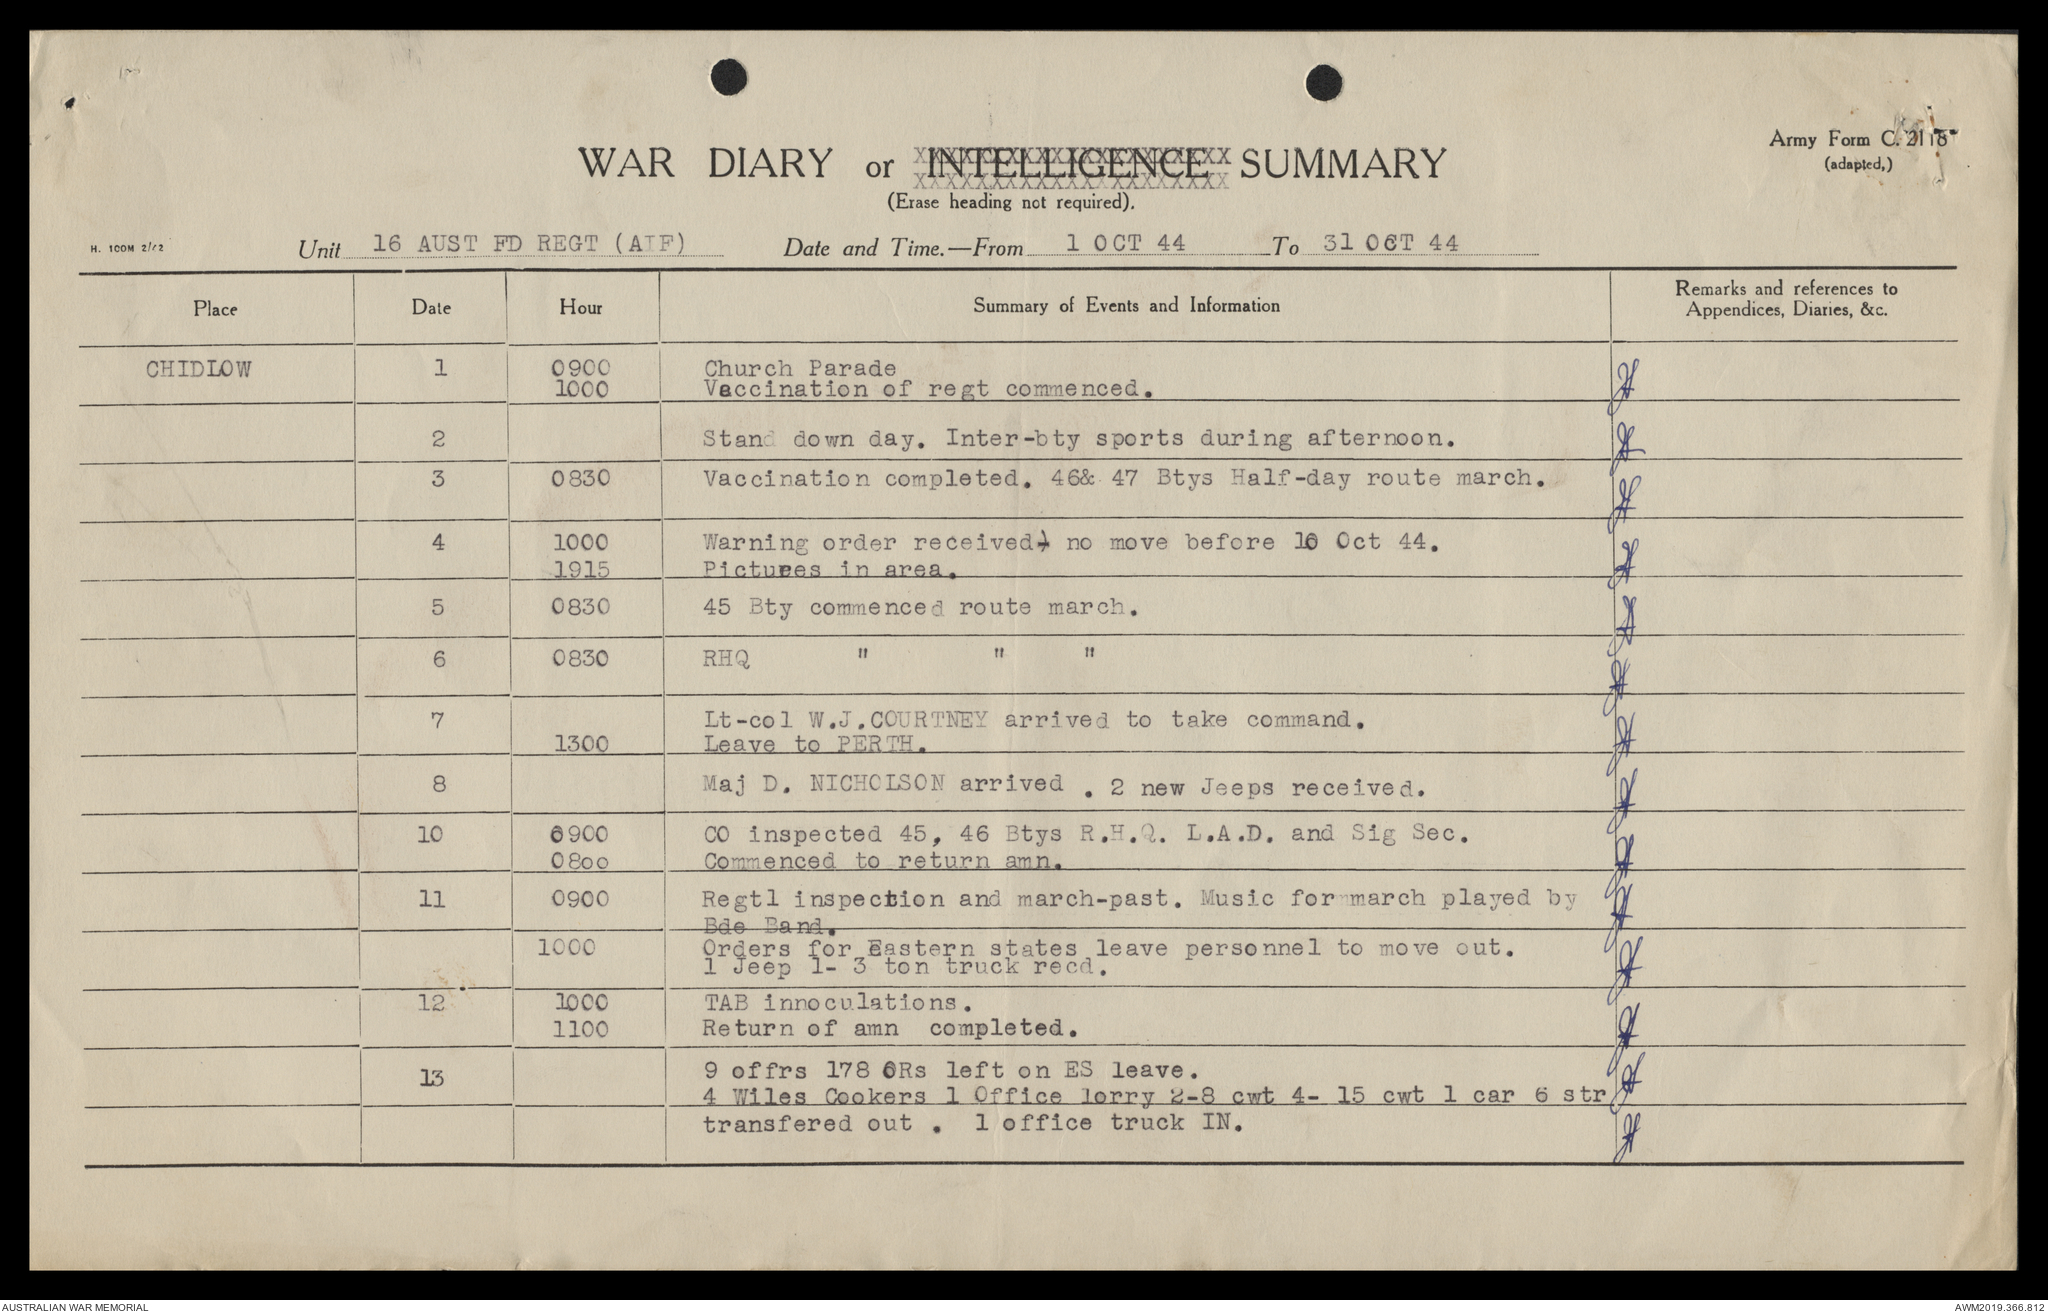 WAR DIARY or INTELLIGENCE SUMMARY
(Erase heading not required).
Army Form C. 2118
(adapted,)
H. 100M 2/42
Unit 16 AUST FD REGT (AIF) Date and Time.—From 1 OCT 44 To 31 OCT 44
Place Date Hour Summary of Events and Information Remarks and references to
Appendices, Diaries, &c.
CHIDLOW 1 0900 Church Parade
1000 Vaccination of regt commenced.
2 Stand down day. Inter-bty sports during afternoon.
3 0830 Vaccination completed. 46& 47 Btys Half-day route march.
4 1000 Warning order received, no move before 10 Oct 44.
1915 Pictures in area.
5 0830 45 Bty commenced route march.
6 0830 RHQ " " "
7 Lt-col W.J.COURTNEY arrived to take command.
1300 Leave to PERTH.
8 Maj D. NICHOLSON arrived . 2 new Jeeps received.
10 0900 CO inspected 45, 46 Btys R.H.Q. L.A.D. and Sig Sec.
0800 Commenced to return amn.
11 0900 Regtl inspection and march-past. Music for march played by
Bde Band.
1000 Orders for Eastern states leave personnel to move out.
1 Jeep 1- 3 ton truck recd.
12 1000 TAB innoculations.
1100 Return of amn completed.
13 9 offrs 178 ORs left on ES leave.
4 Wiles Cookers 1 Office lorry 2-8 cwt 4- 15 cwt 1 car 6 str
transfered out . 1 office truck IN.
AUSTRALIAN WAR MEMORIAL
AWM2019.366.812